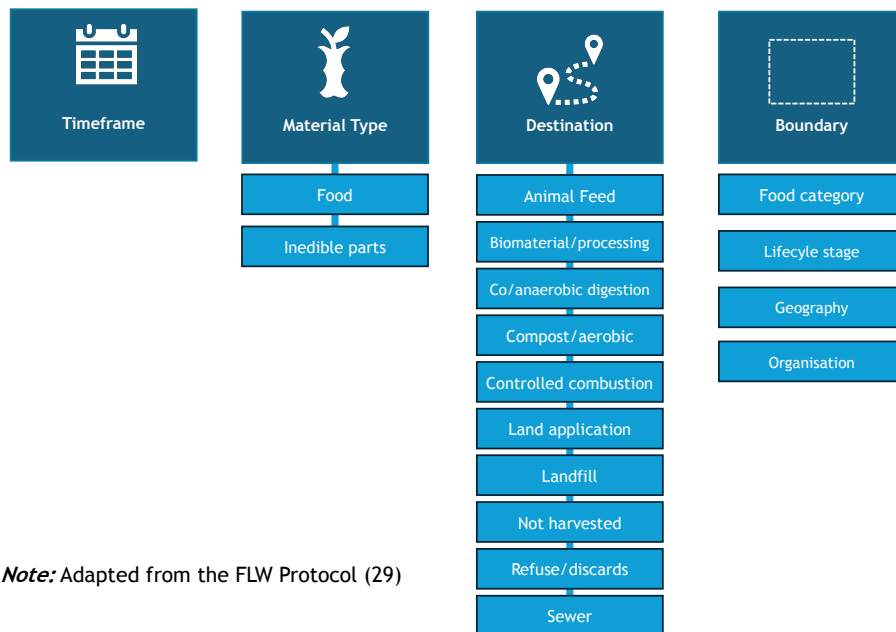 Timeframe
Material Type
Food
Inedible parts
Destination
Animal Feed
Biomaterial/processing
Co/anaerobic digestion
Compost/aerobic
Controlled combustion
Land application
Landfill
Not harvested
Refuse/discards
Sewer
Boundary
Food category
Lifecyle stage
Geography
Organisation
Note: Adapted from the FLW Protocol (29)